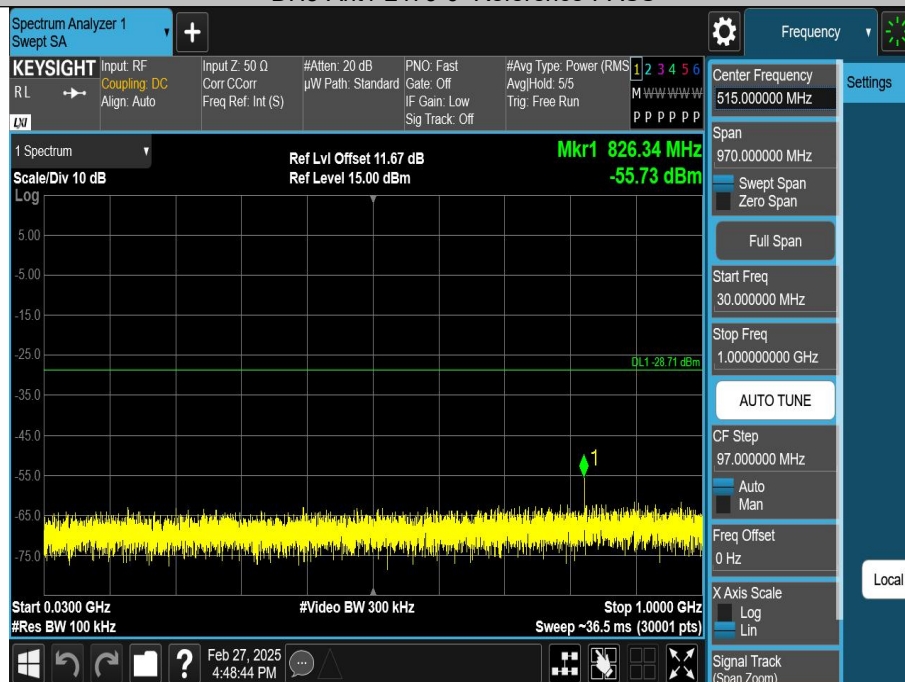 Spectrum Analyzer 1
Swept SA
Frequency
KEYSIGHT
RL
LXI
Input: RF
Coupling: DC
Align: Auto
Input Z: 50 Ω
Corr CCorr
Freq Ref: Int (S)
#Atten: 20 dB
µW Path: Standard
PNO: Fast
Gate: Off
IF Gain: Low
Sig Track: Off
#Avg Type: Power (RMS
Avg|Hold: 5/5
Trig: Free Run
1 2 3 4 5 6
M W W W W W
P P P P P P
1 Spectrum
Scale/Div 10 dB
Log
Ref Lvl Offset 11.67 dB
Ref Level 15.00 dBm
Mkr1 826.34 MHz
-55.73 dBm
5.00
-5.00
-15.0
-25.0
DL1 -28.71 dBm
-35.0
-45.0
1
-55.0
-65.0
-75.0
Start 0.0300 GHz
#Res BW 100 kHz
#Video BW 300 kHz
Stop 1.0000 GHz
Sweep ~36.5 ms (30001 pts)
?
Feb 27, 2025
4:48:44 PM
Center Frequency
515.000000 MHz
Span
970.000000 MHz
Swept Span
Zero Span
Full Span
Start Freq
30.000000 MHz
Stop Freq
1.000000000 GHz
AUTO TUNE
CF Step
97.000000 MHz
Auto
Man
Freq Offset
0 Hz
X Axis Scale
Log
Lin
Signal Track
(Span Zoom)
Settings
Local